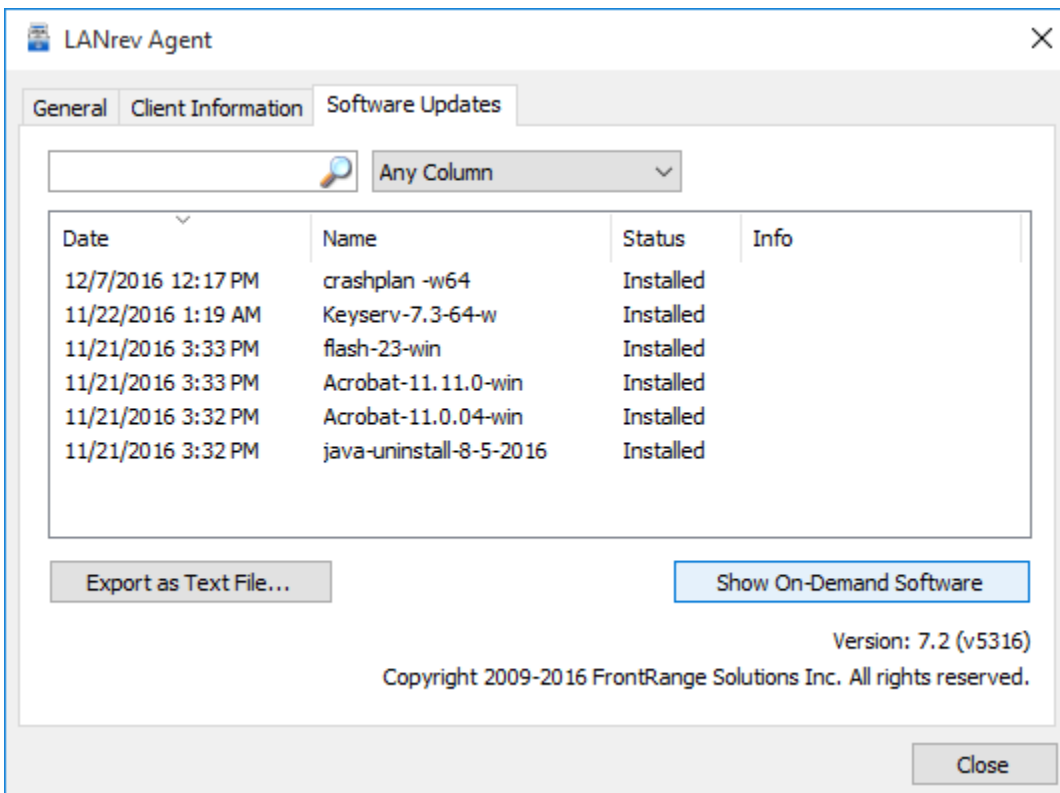 LANrev Agent
General Client Information Software Updates
Any Column
Date Name Status Info
12/7/2016 12:17 PM crashplan -w64 Installed
11/22/2016 1:19 AM Keyserv-7.3-64-w Installed
11/21/2016 3:33 PM flash-23-win Installed
11/21/2016 3:33 PM Acrobat-11.11.0-win Installed
11/21/2016 3:32 PM Acrobat-11.0.04-win Installed
11/21/2016 3:32 PM java-uninstall-8-5-2016 Installed
Export as Text File... Show On-Demand Software
Version: 7.2 (v5316)
Copyright 2009-2016 FrontRange Solutions Inc. All rights reserved.
Close